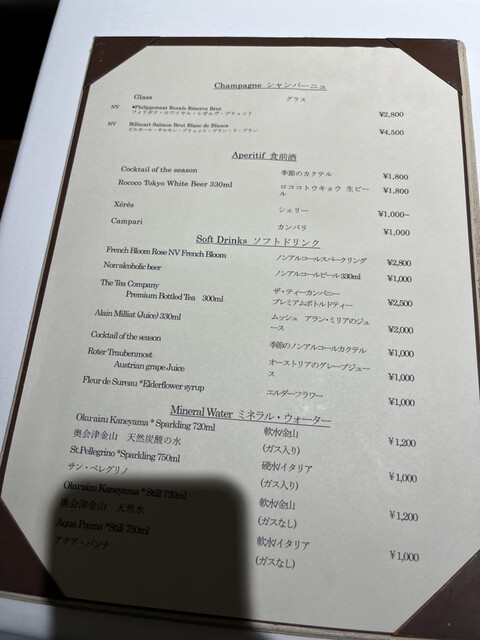 Champagne シャンパーニュ
Glass グラス
NV ●Philipponnat Royale Réserve Brut ¥2,800
フィリポナ・ロワイヤル・レゼルヴ・ブリュット
NV Billecart Salmon Brut Blanc de Blancs ¥4,500
ビルカール・サルモン・ブリュット・ブラン・ド・ブラン
Aperitif 食前酒
Cocktail of the season 季節のカクテル ¥1,800
Rococo Tokyo White Beer 330ml ロココトウキョウ 生ビー ¥1,800
ル
Xérès シェリー ¥1,000~
Campari カンパリ ¥1,000
Soft Drinks ソフトドリンク
French Bloom Rose NV French Bloom ノンアルコールスパークリング ¥2,800
Non-alcoholic beer ノンアルコールビール 330ml ¥1,000
The Tea Company ザ・ティーカンパニー
Premium Bottled Tea 300ml プレミアムボトルドティー ¥2,500
Alain Milliat (Juice) 330ml ムッシュ アラン・ミリアのジュ ¥2,000
ース
Cocktail of the season 季節のノンアルコールカクテル ¥1,000
Roter Traubenmost オーストリアのグレープジュー
Austrian grape Juice ス ¥1,000
Fleur de Sureau *Elderflower syrup エルダーフラワー ¥1,000
Mineral Water ミネラル・ウォーター
Oku-aizu Kaneyama * Sparkling 720ml 軟水/金山 ¥1,200
奥会津金山 天然炭酸の水 (ガス入り)
St.Pellegrino *Sparkling 750ml 硬水/イタリア ¥1,000
サン・ペレグリノ (ガス入り)
Oku-aizu Kaneyama * Still 720ml 軟水/金山 ¥1,200
奥会津金山 天然水 (ガスなし)
Aqua Panna *Still 750ml 軟水/イタリア ¥1,000
アクア・パンナ (ガスなし)